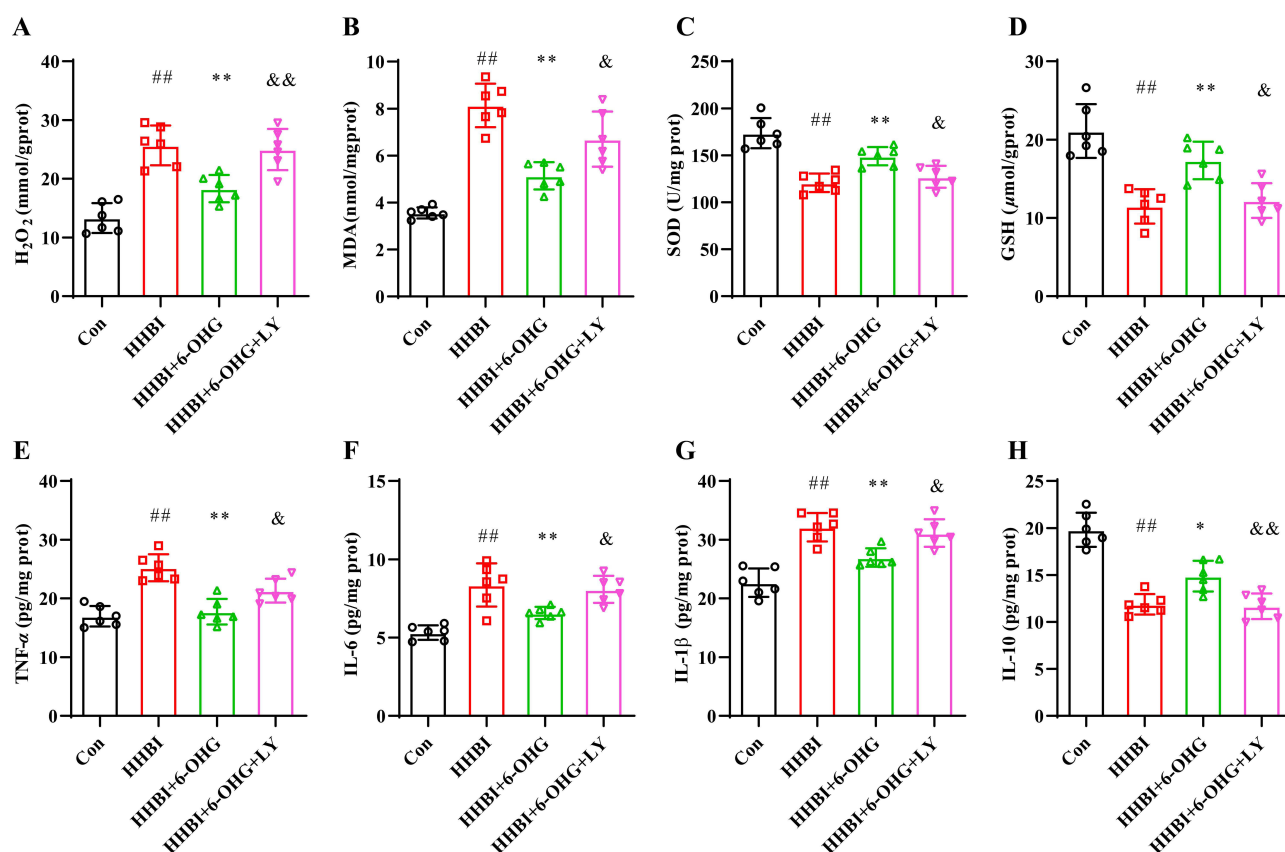 A
H₂O₂ (nmol/gprot)
40
30
20
10
0
##
**
&&
Con
HHBI
HHBI+6-OHG
HHBI+6-OHG+LY
B
MDA(nmol/mgprot)
10
8
6
4
2
0
##
**
&
Con
HHBI
HHBI+6-OHG
HHBI+6-OHG+LY
C
SOD (U/mg prot)
250
200
150
100
50
0
##
**
&
Con
HHBI
HHBI+6-OHG
HHBI+6-OHG+LY
D
GSH (μmol/gprot)
30
20
10
0
##
**
&
Con
HHBI
HHBI+6-OHG
HHBI+6-OHG+LY
E
TNF-α (pg/mg prot)
40
30
20
10
0
##
**
&
Con
HHBI
HHBI+6-OHG
HHBI+6-OHG+LY
F
IL-6 (pg/mg prot)
15
10
5
0
##
**
&
Con
HHBI
HHBI+6-OHG
HHBI+6-OHG+LY
G
IL-1β (pg/mg prot)
40
30
20
10
0
##
**
&
Con
HHBI
HHBI+6-OHG
HHBI+6-OHG+LY
H
IL-10 (pg/mg prot)
25
20
15
10
5
0
##
*
&&
Con
HHBI
HHBI+6-OHG
HHBI+6-OHG+LY